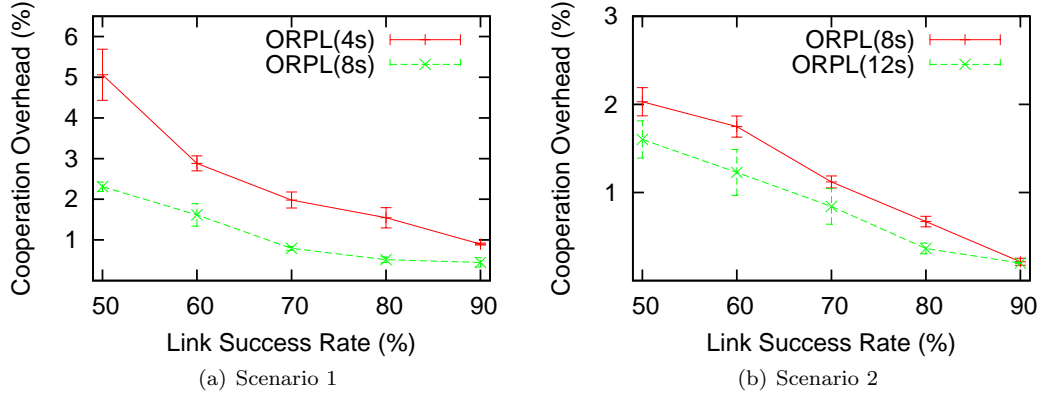 Cooperation Overhead (%)
6
5
4
3
2
1
ORPL(4s)
ORPL(8s)
50 60 70 80 90
Link Success Rate (%)
(a) Scenario 1
Cooperation Overhead (%)
3
2
1
ORPL(8s)
ORPL(12s)
50 60 70 80 90
Link Success Rate (%)
(b) Scenario 2